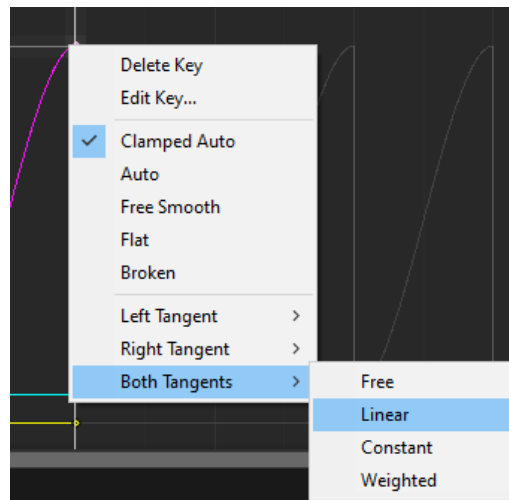 Delete Key
Edit Key...
Clamped Auto
Auto
Free Smooth
Flat
Broken
Left Tangent
Right Tangent
Both Tangents
Free
Linear
Constant
Weighted